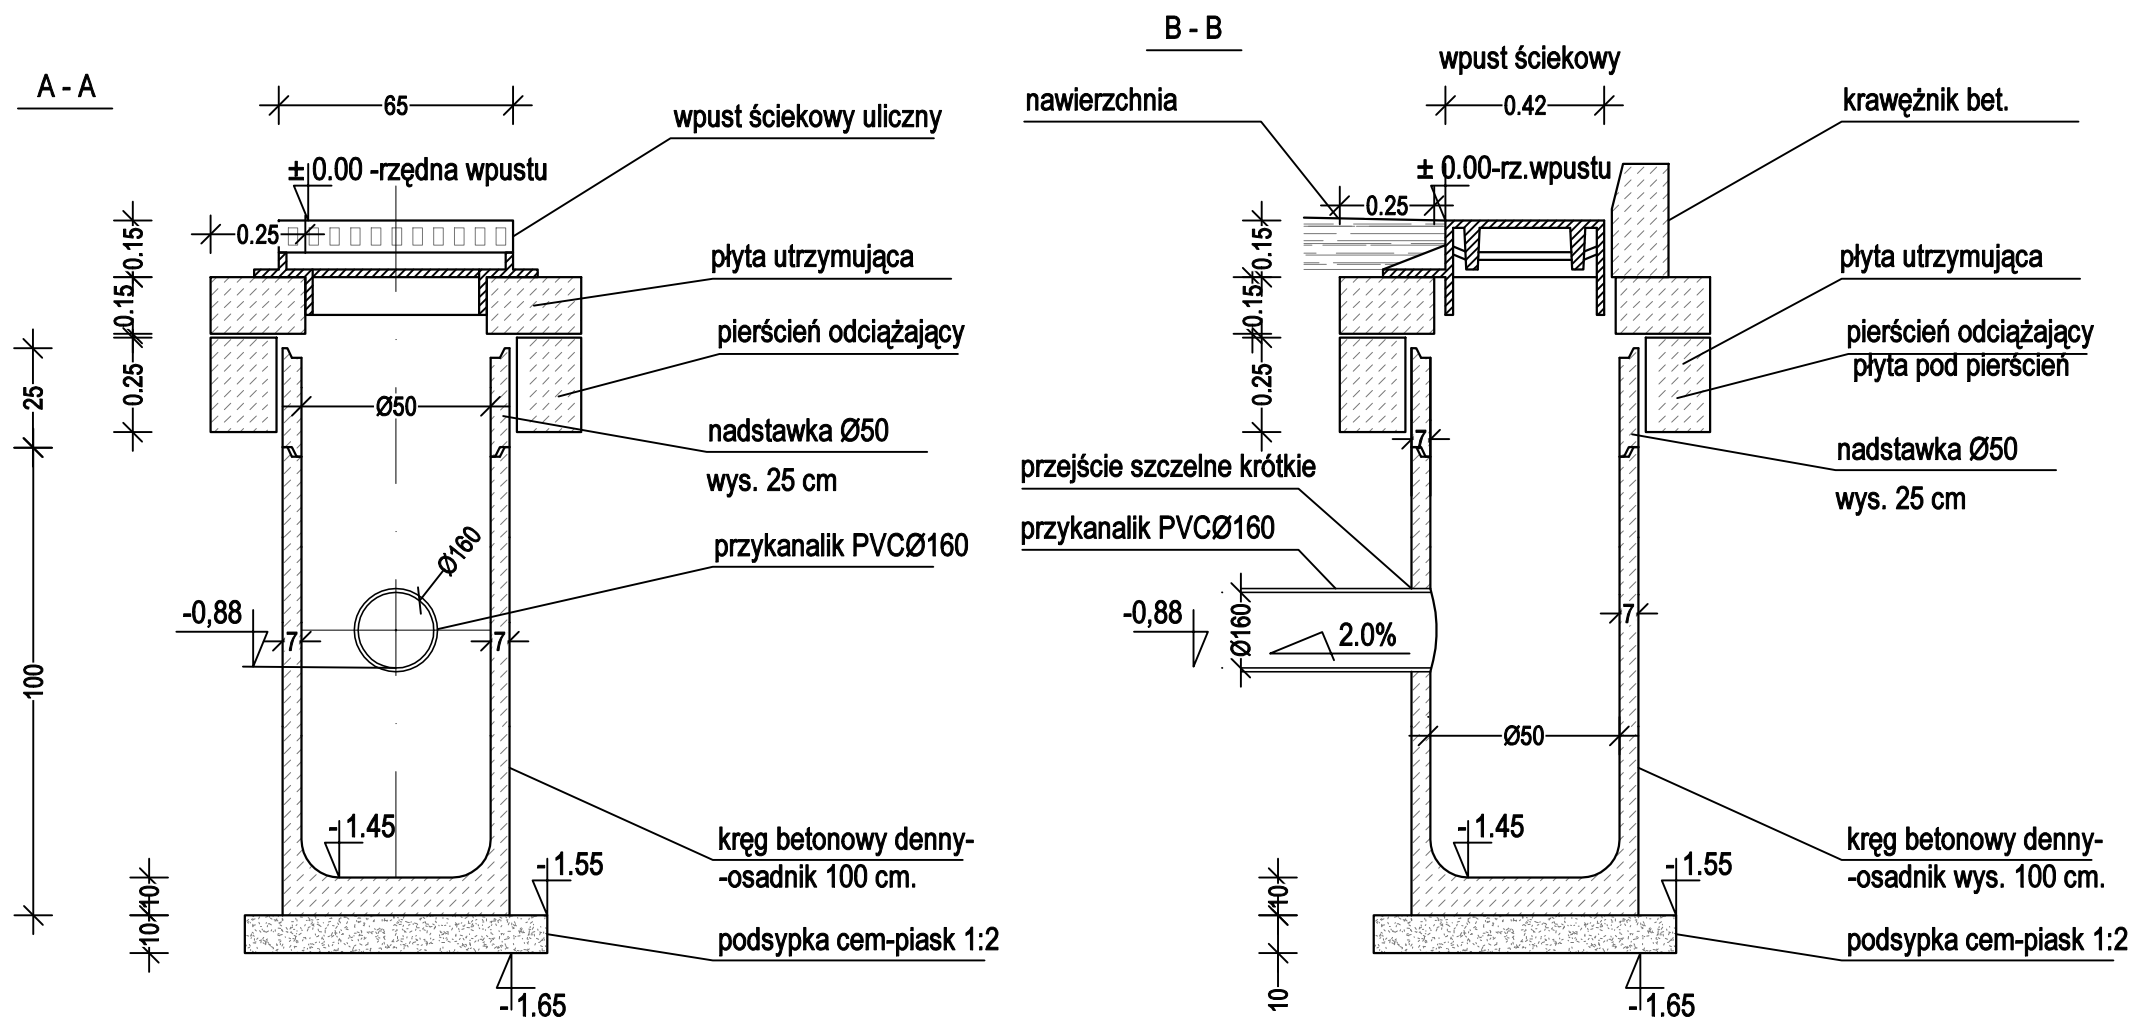 A - A
65
wpust ściekowy uliczny
± 0.00 -rzędna wpustu
0.25
0.15
płyta utrzymująca
0.15
pierścień odciążający
0.25
25
Ø50
nadstawka Ø50
wys. 25 cm
Ø160
przykanalik PVCØ160
-0,88
7
7
100
- 1.45
kręg betonowy denny-
-osadnik 100 cm.
- 1.55
10
10
podsypka cem-piask 1:2
- 1.65
B - B
wpust ściekowy
nawierzchnia
0.42
krawężnik bet.
± 0.00-rz.wpustu
0.25
0.15
płyta utrzymująca
0.15
pierścień odciążający
płyta pod pierścień
0.25
7
nadstawka Ø50
wys. 25 cm
przejście szczelne krótkie
przykanalik PVCØ160
-0,88
Ø160
2.0%
7
Ø50
- 1.45
kręg betonowy denny-
-osadnik wys. 100 cm.
- 1.55
10
podsypka cem-piask 1:2
10
- 1.65